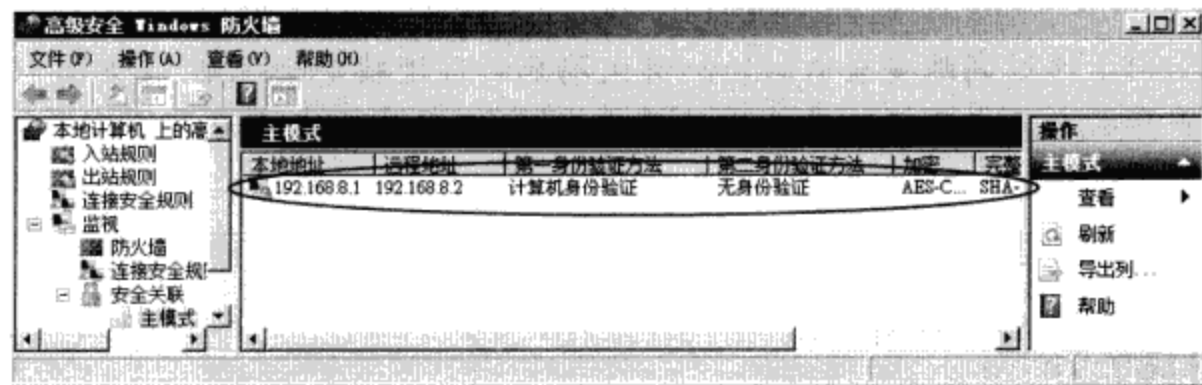 高级安全 Windows 防火墙
文件(F) 操作(A) 查看(V) 帮助(H)
本地计算机 上的高
入站规则
出站规则
连接安全规则
监视
防火墙
连接安全规
安全关联
主模式
主模式
本地地址 远程地址 第一身份验证方法 第二身份验证方法 加密 完整
192.168.8.1 192.168.8.2 计算机身份验证 无身份验证 AES-C... SHA-
操作
主模式
查看
刷新
导出列...
帮助